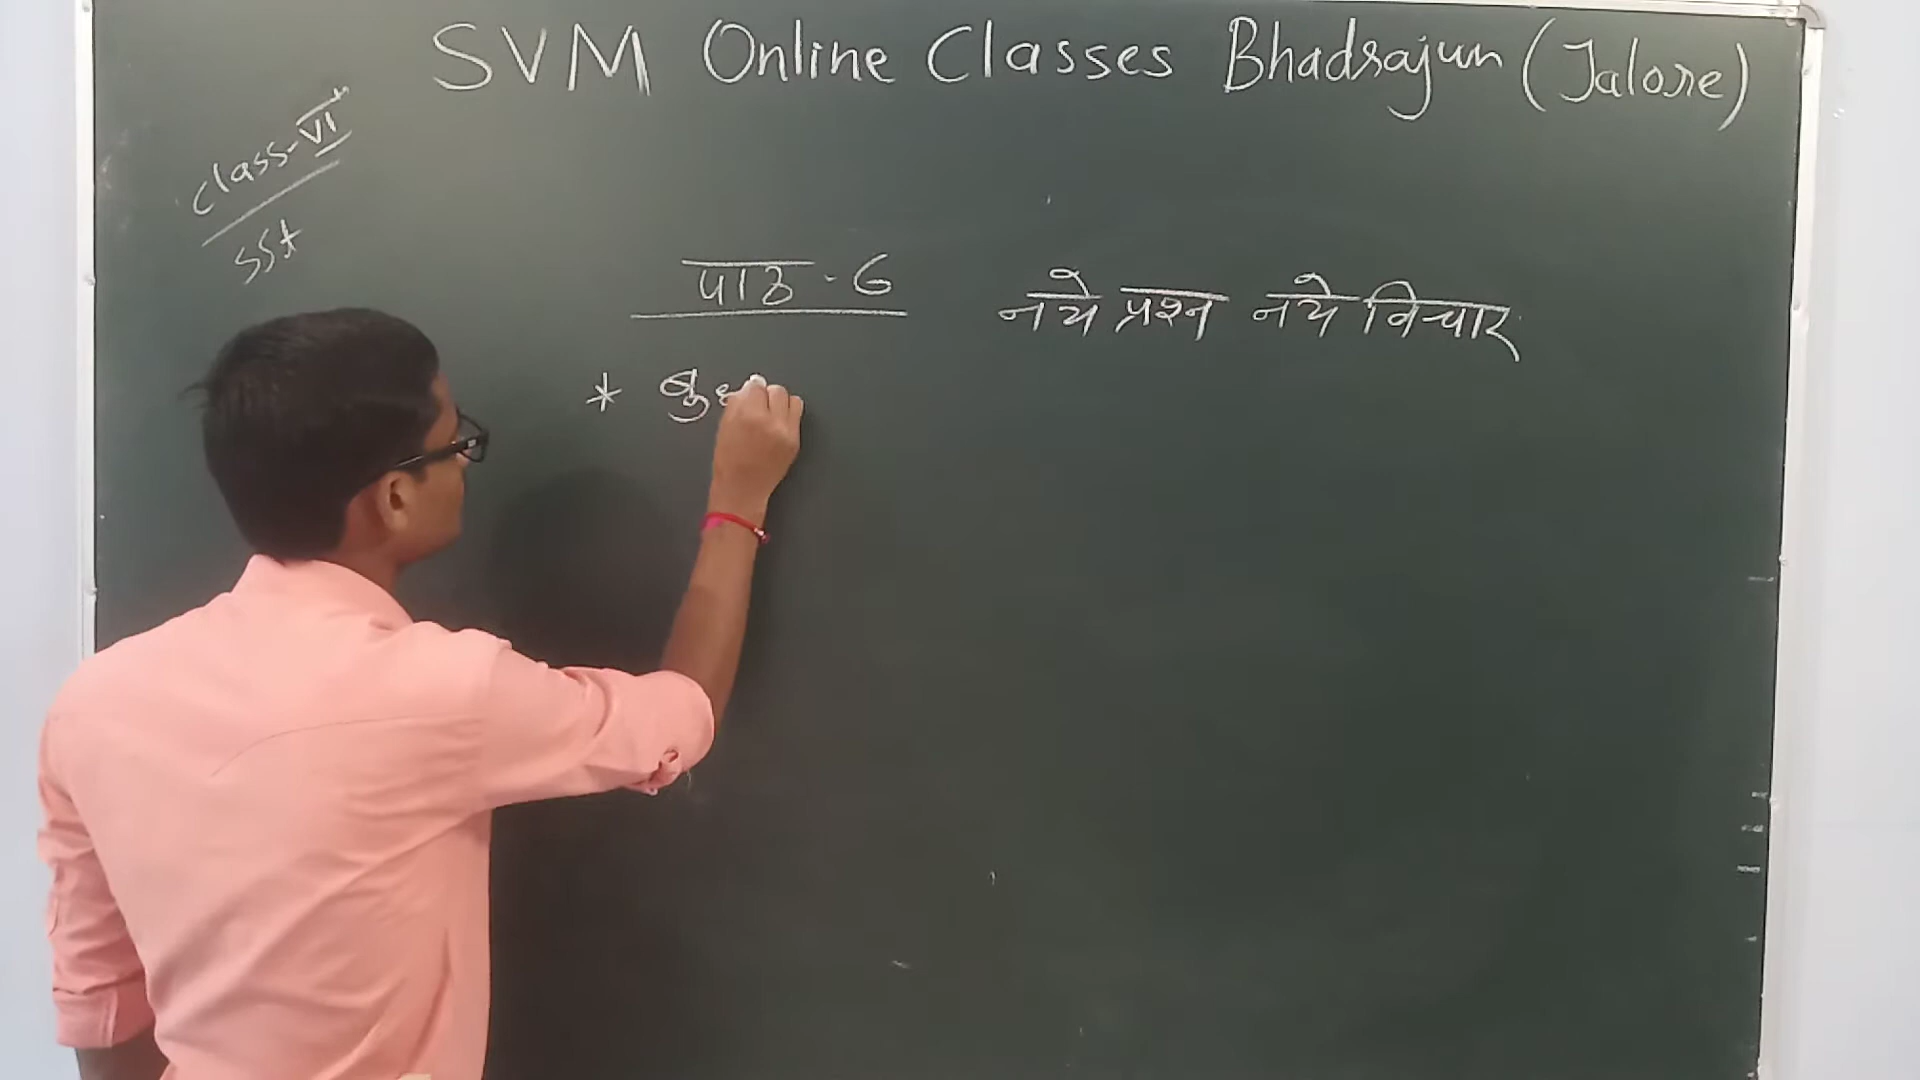 SVM Online Classes Bhadrajun (Jalore)
Class-VI
SSt
पाठ-6 नये प्रश्न नये विचार
*